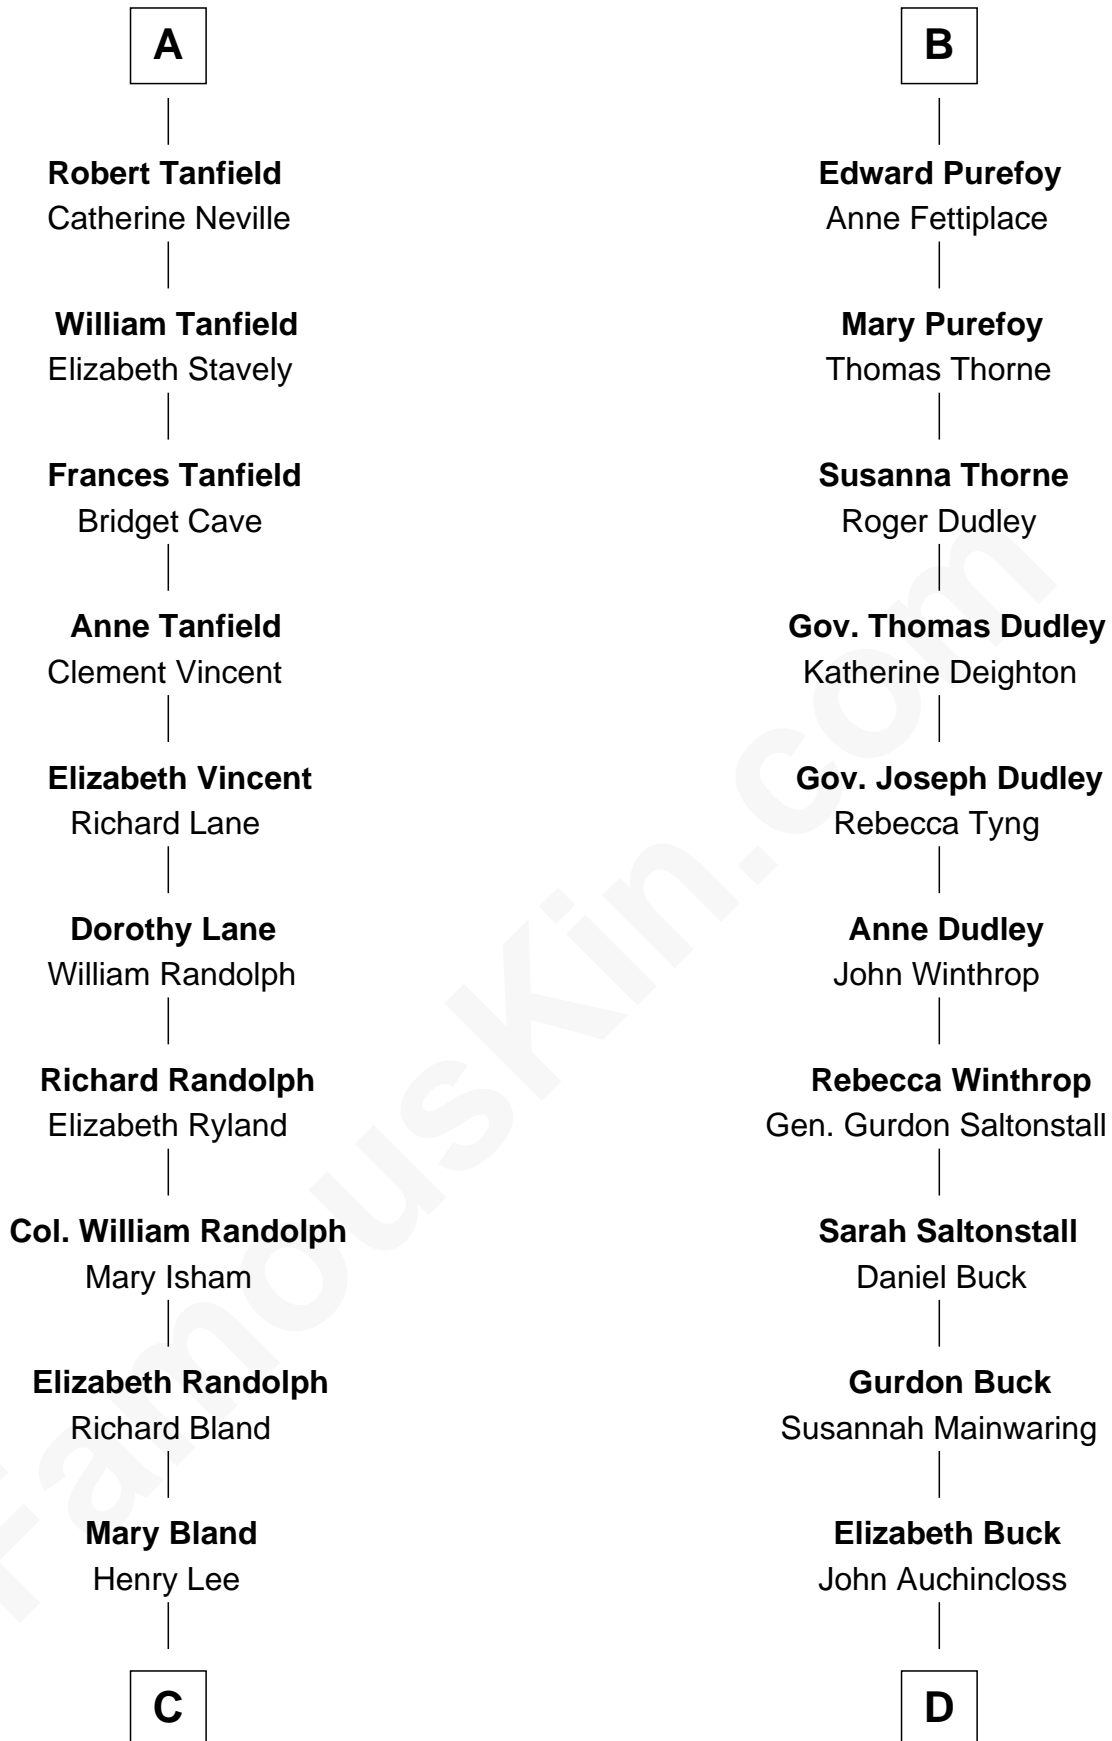 A
Robert Tanfield
Catherine Neville
William Tanfield
Elizabeth Stavely
Frances Tanfield
Bridget Cave
Anne Tanfield
Clement Vincent
Elizabeth Vincent
Richard Lane
Dorothy Lane
William Randolph
Richard Randolph
Elizabeth Ryland
Col. William Randolph
Mary Isham
Elizabeth Randolph
Richard Bland
Mary Bland
Henry Lee
C
B
Edward Purefoy
Anne Fettiplace
Mary Purefoy
Thomas Thorne
Susanna Thorne
Roger Dudley
Gov. Thomas Dudley
Katherine Deighton
Gov. Joseph Dudley
Rebecca Tyng
Anne Dudley
John Winthrop
Rebecca Winthrop
Gen. Gurdon Saltonstall
Sarah Saltonstall
Daniel Buck
Gurdon Buck
Susannah Mainwaring
Elizabeth Buck
John Auchincloss
D
FamousKin.com